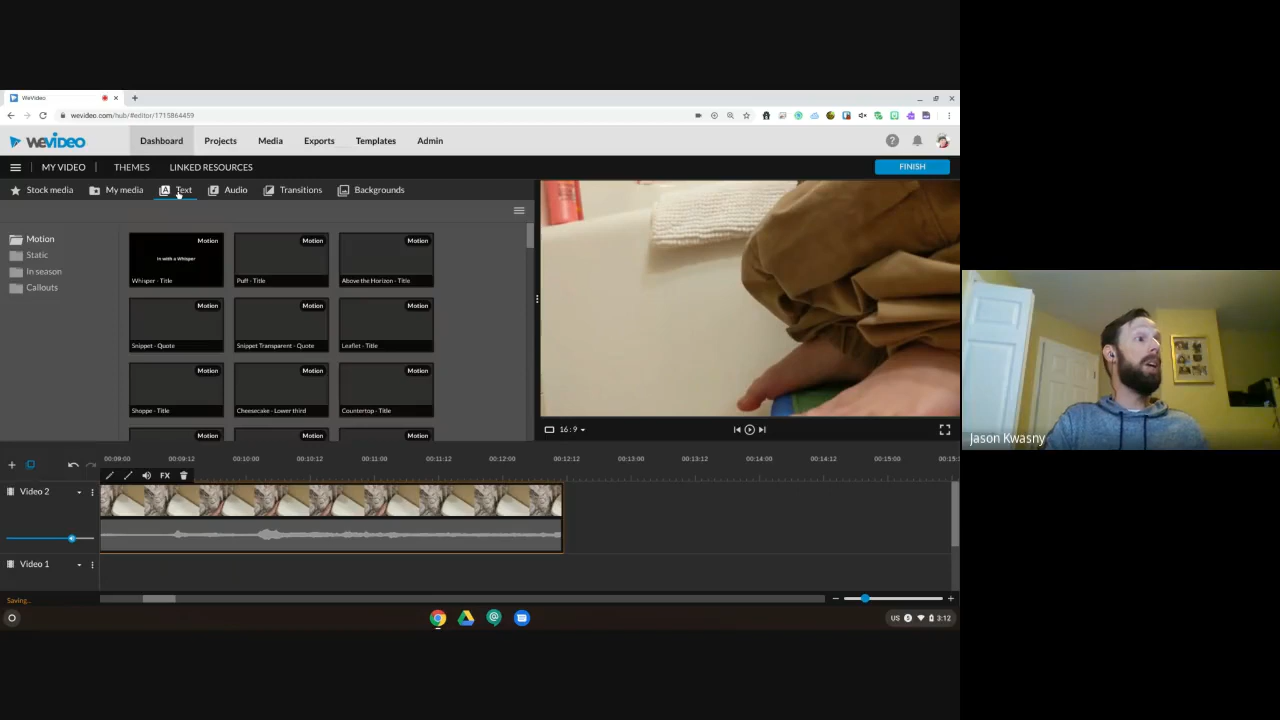 WeVideo
wevideo.com/hub/#editor/1715864459
WEVIDEO
Dashboard
Projects
Media
Exports
Templates
Admin
MY VIDEO
THEMES
LINKED RESOURCES
FINISH
Stock media
My media
Text
Audio
Transitions
Backgrounds
Motion
Static
In season
Callouts
Motion
In with a Whisper
Whisper - Title
Motion
Puff - Title
Motion
Above the Horizon - Title
Motion
Snippet - Quote
Motion
Snippet Transparent - Quote
Motion
Leaflet - Title
Motion
Shoppe - Title
Motion
Cheesecake - Lower third
Motion
Countertop - Title
Motion
Motion
Motion
16:9
Jason Kwasny
00:09:00
00:09:12
00:10:00
00:10:12
00:11:00
00:11:12
00:12:00
00:12:12
00:13:00
00:13:12
00:14:00
00:14:12
00:15:00
FX
Video 2
Video 1
Saving...
US
3:12